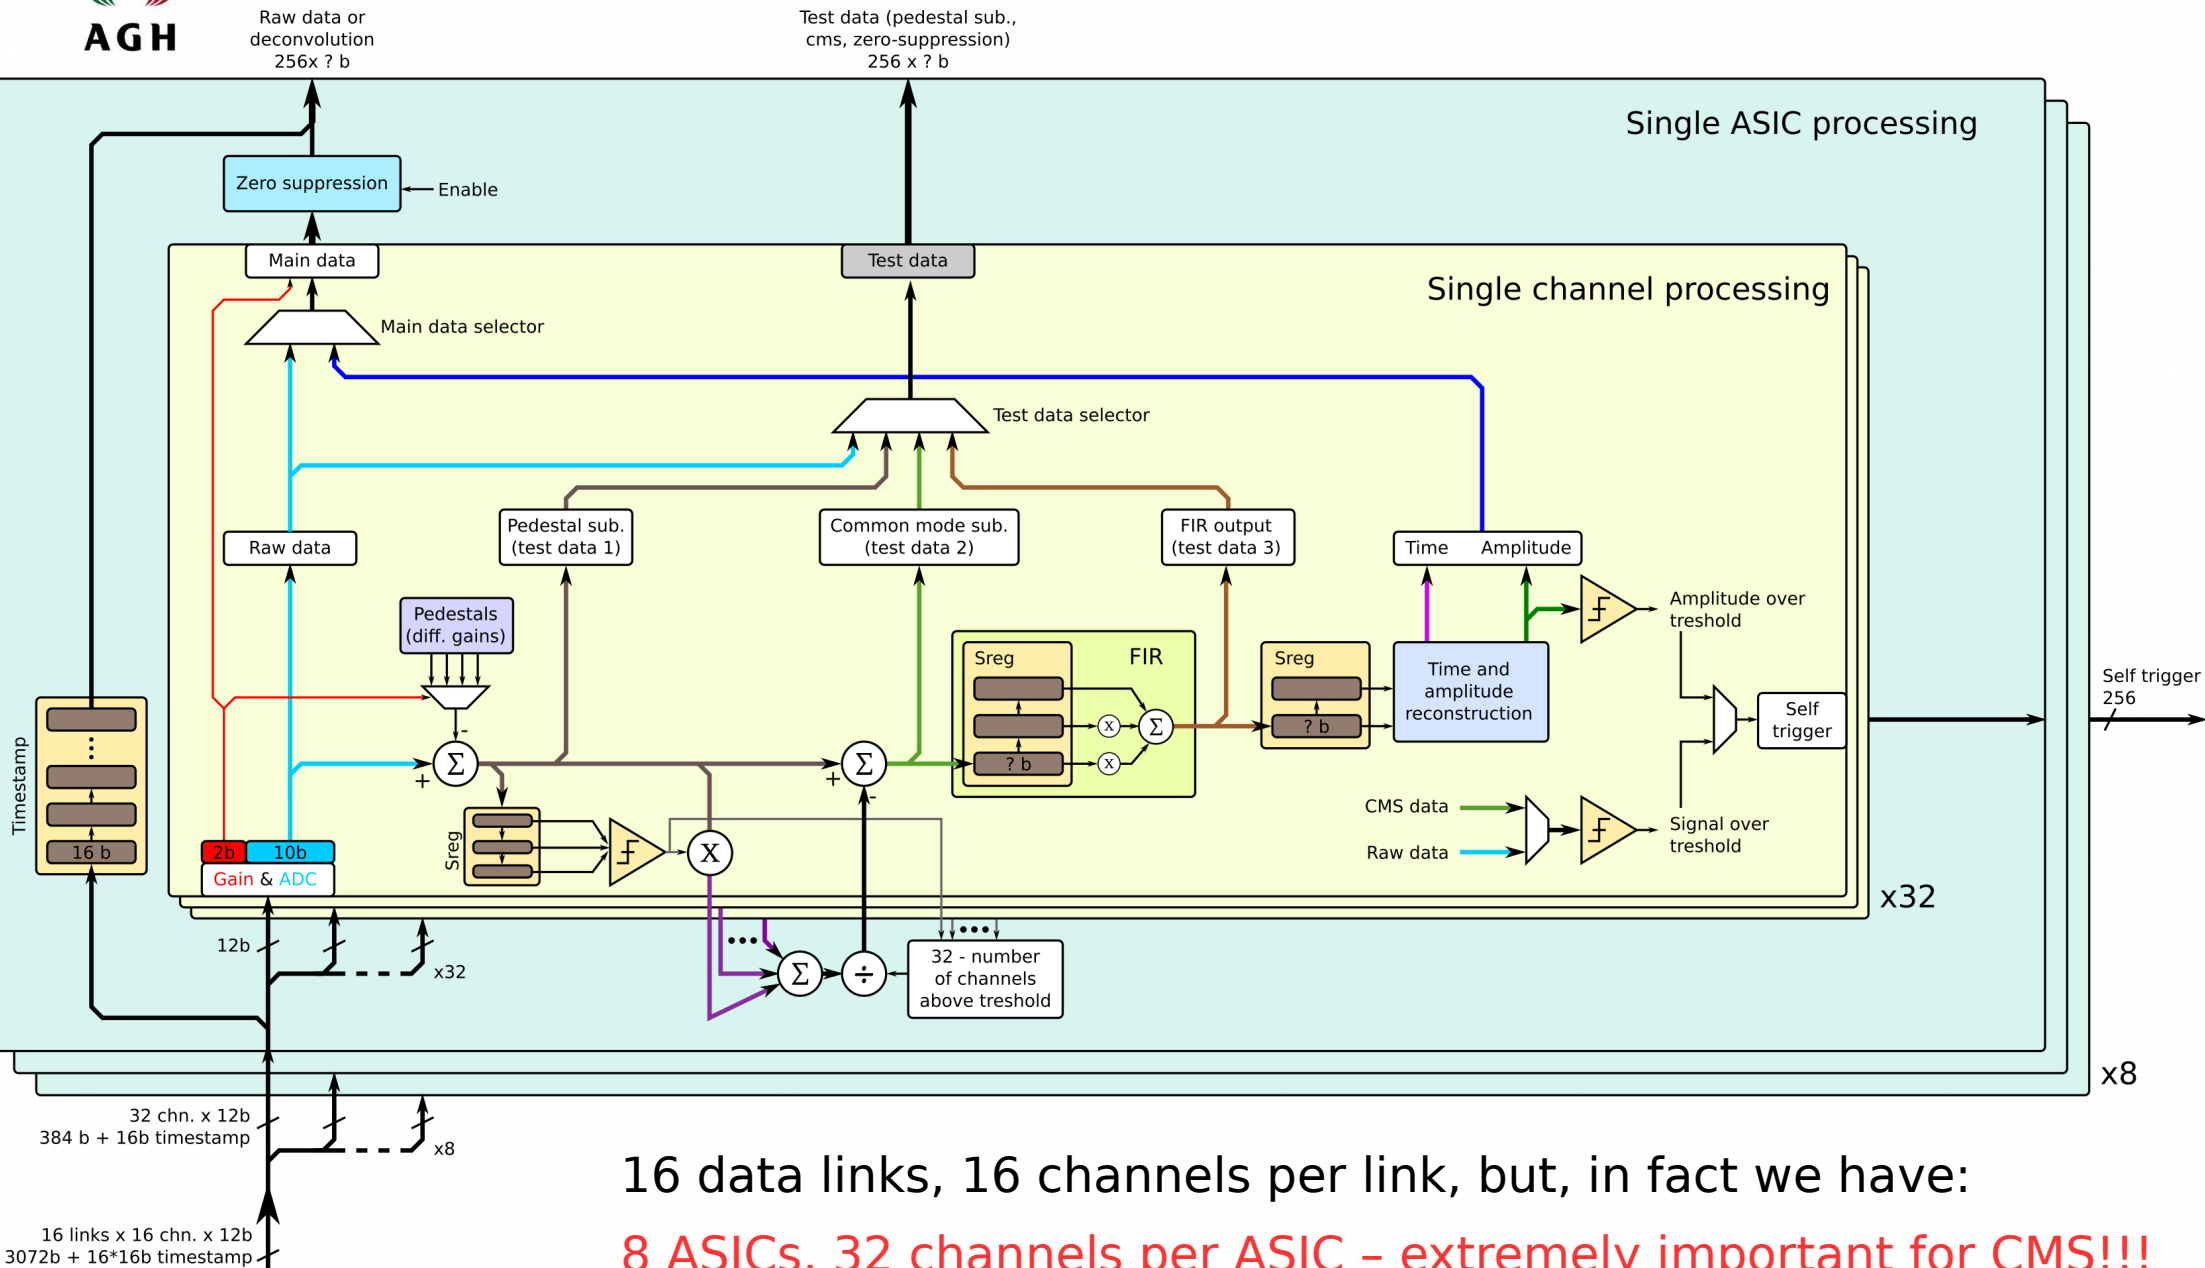 AGH
Raw data or
deconvolution
256x ? b
Test data (pedestal sub.,
cms, zero-suppression)
256 x ? b
Single ASIC processing
Zero suppression
Enable
Main data
Test data
Single channel processing
Main data selector
Test data selector
Raw data
Pedestal sub.
(test data 1)
Common mode sub.
(test data 2)
FIR output
(test data 3)
Time
Amplitude
Pedestals
(diff. gains)
Amplitude over
treshold
Sreg
FIR
Sreg
Time and
amplitude
reconstruction
Self
trigger
Self trigger
256
-
? b
X
X
Σ
? b
Timestamp
16 b
+
Σ
+
Σ
-
Sreg
X
CMS data
Raw data
Signal over
treshold
2b
10b
Gain & ADC
x32
12b
x32
Σ
÷
32 - number
of channels
above treshold
x8
32 chn. x 12b
384 b + 16b timestamp
x8
16 links x 16 chn. x 12b
3072b + 16*16b timestamp
16 data links, 16 channels per link, but, in fact we have:
8 ASICs, 32 channels per ASIC – extremely important for CMS!!!